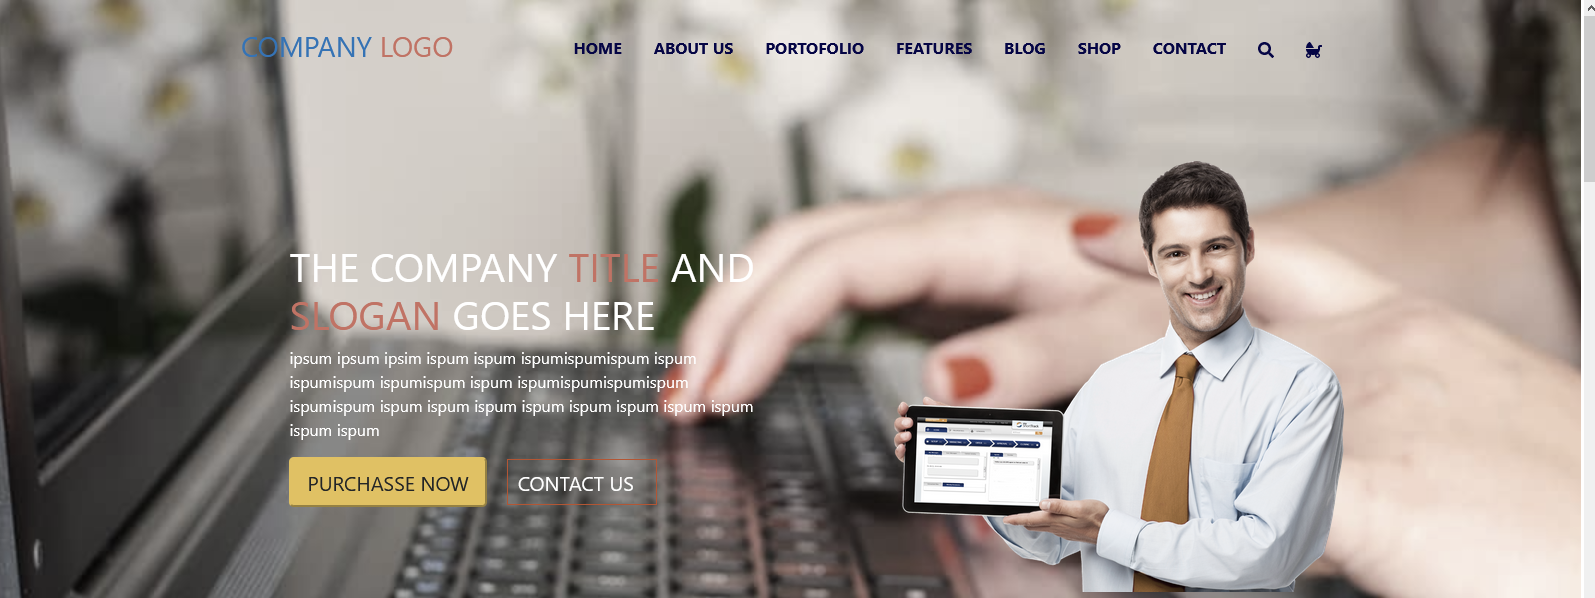 COMPANY LOGO
HOME ABOUT US PORTOFOLIO FEATURES BLOG SHOP CONTACT
THE COMPANY TITLE AND
SLOGAN GOES HERE
ipsum ipsum ipsim ispum ispum ispumispumispum ispum
ispumispum ispumispum ispum ispumispumispumispum
ispumispum ispum ispum ispum ispum ispum ispum ispum ispum
ispum ispum
PURCHASSE NOW
CONTACT US